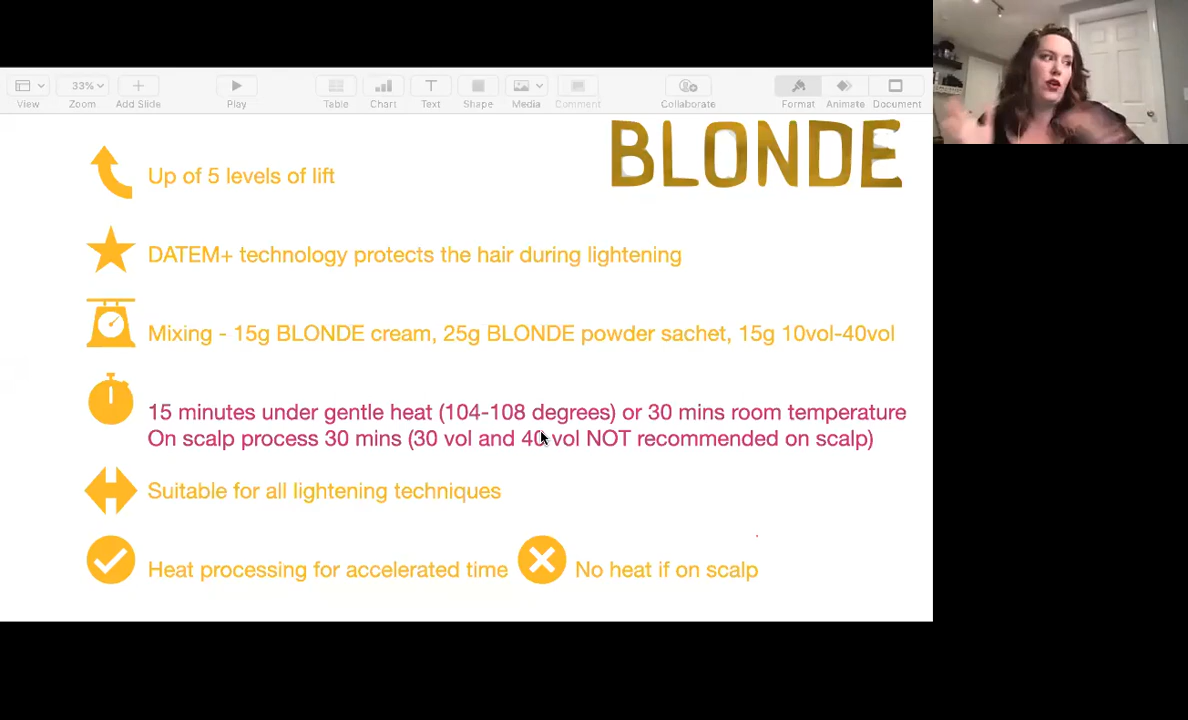 View
33%
Zoom
Add Slide
Play
Table
Chart
Text
Shape
Media
Comment
Collaborate
Format
Animate
Document
BLONDE
Up of 5 levels of lift
DATEM+ technology protects the hair during lightening
Mixing - 15g BLONDE cream, 25g BLONDE powder sachet, 15g 10vol-40vol
15 minutes under gentle heat (104-108 degrees) or 30 mins room temperature
On scalp process 30 mins (30 vol and 40 vol NOT recommended on scalp)
Suitable for all lightening techniques
Heat processing for accelerated time
No heat if on scalp